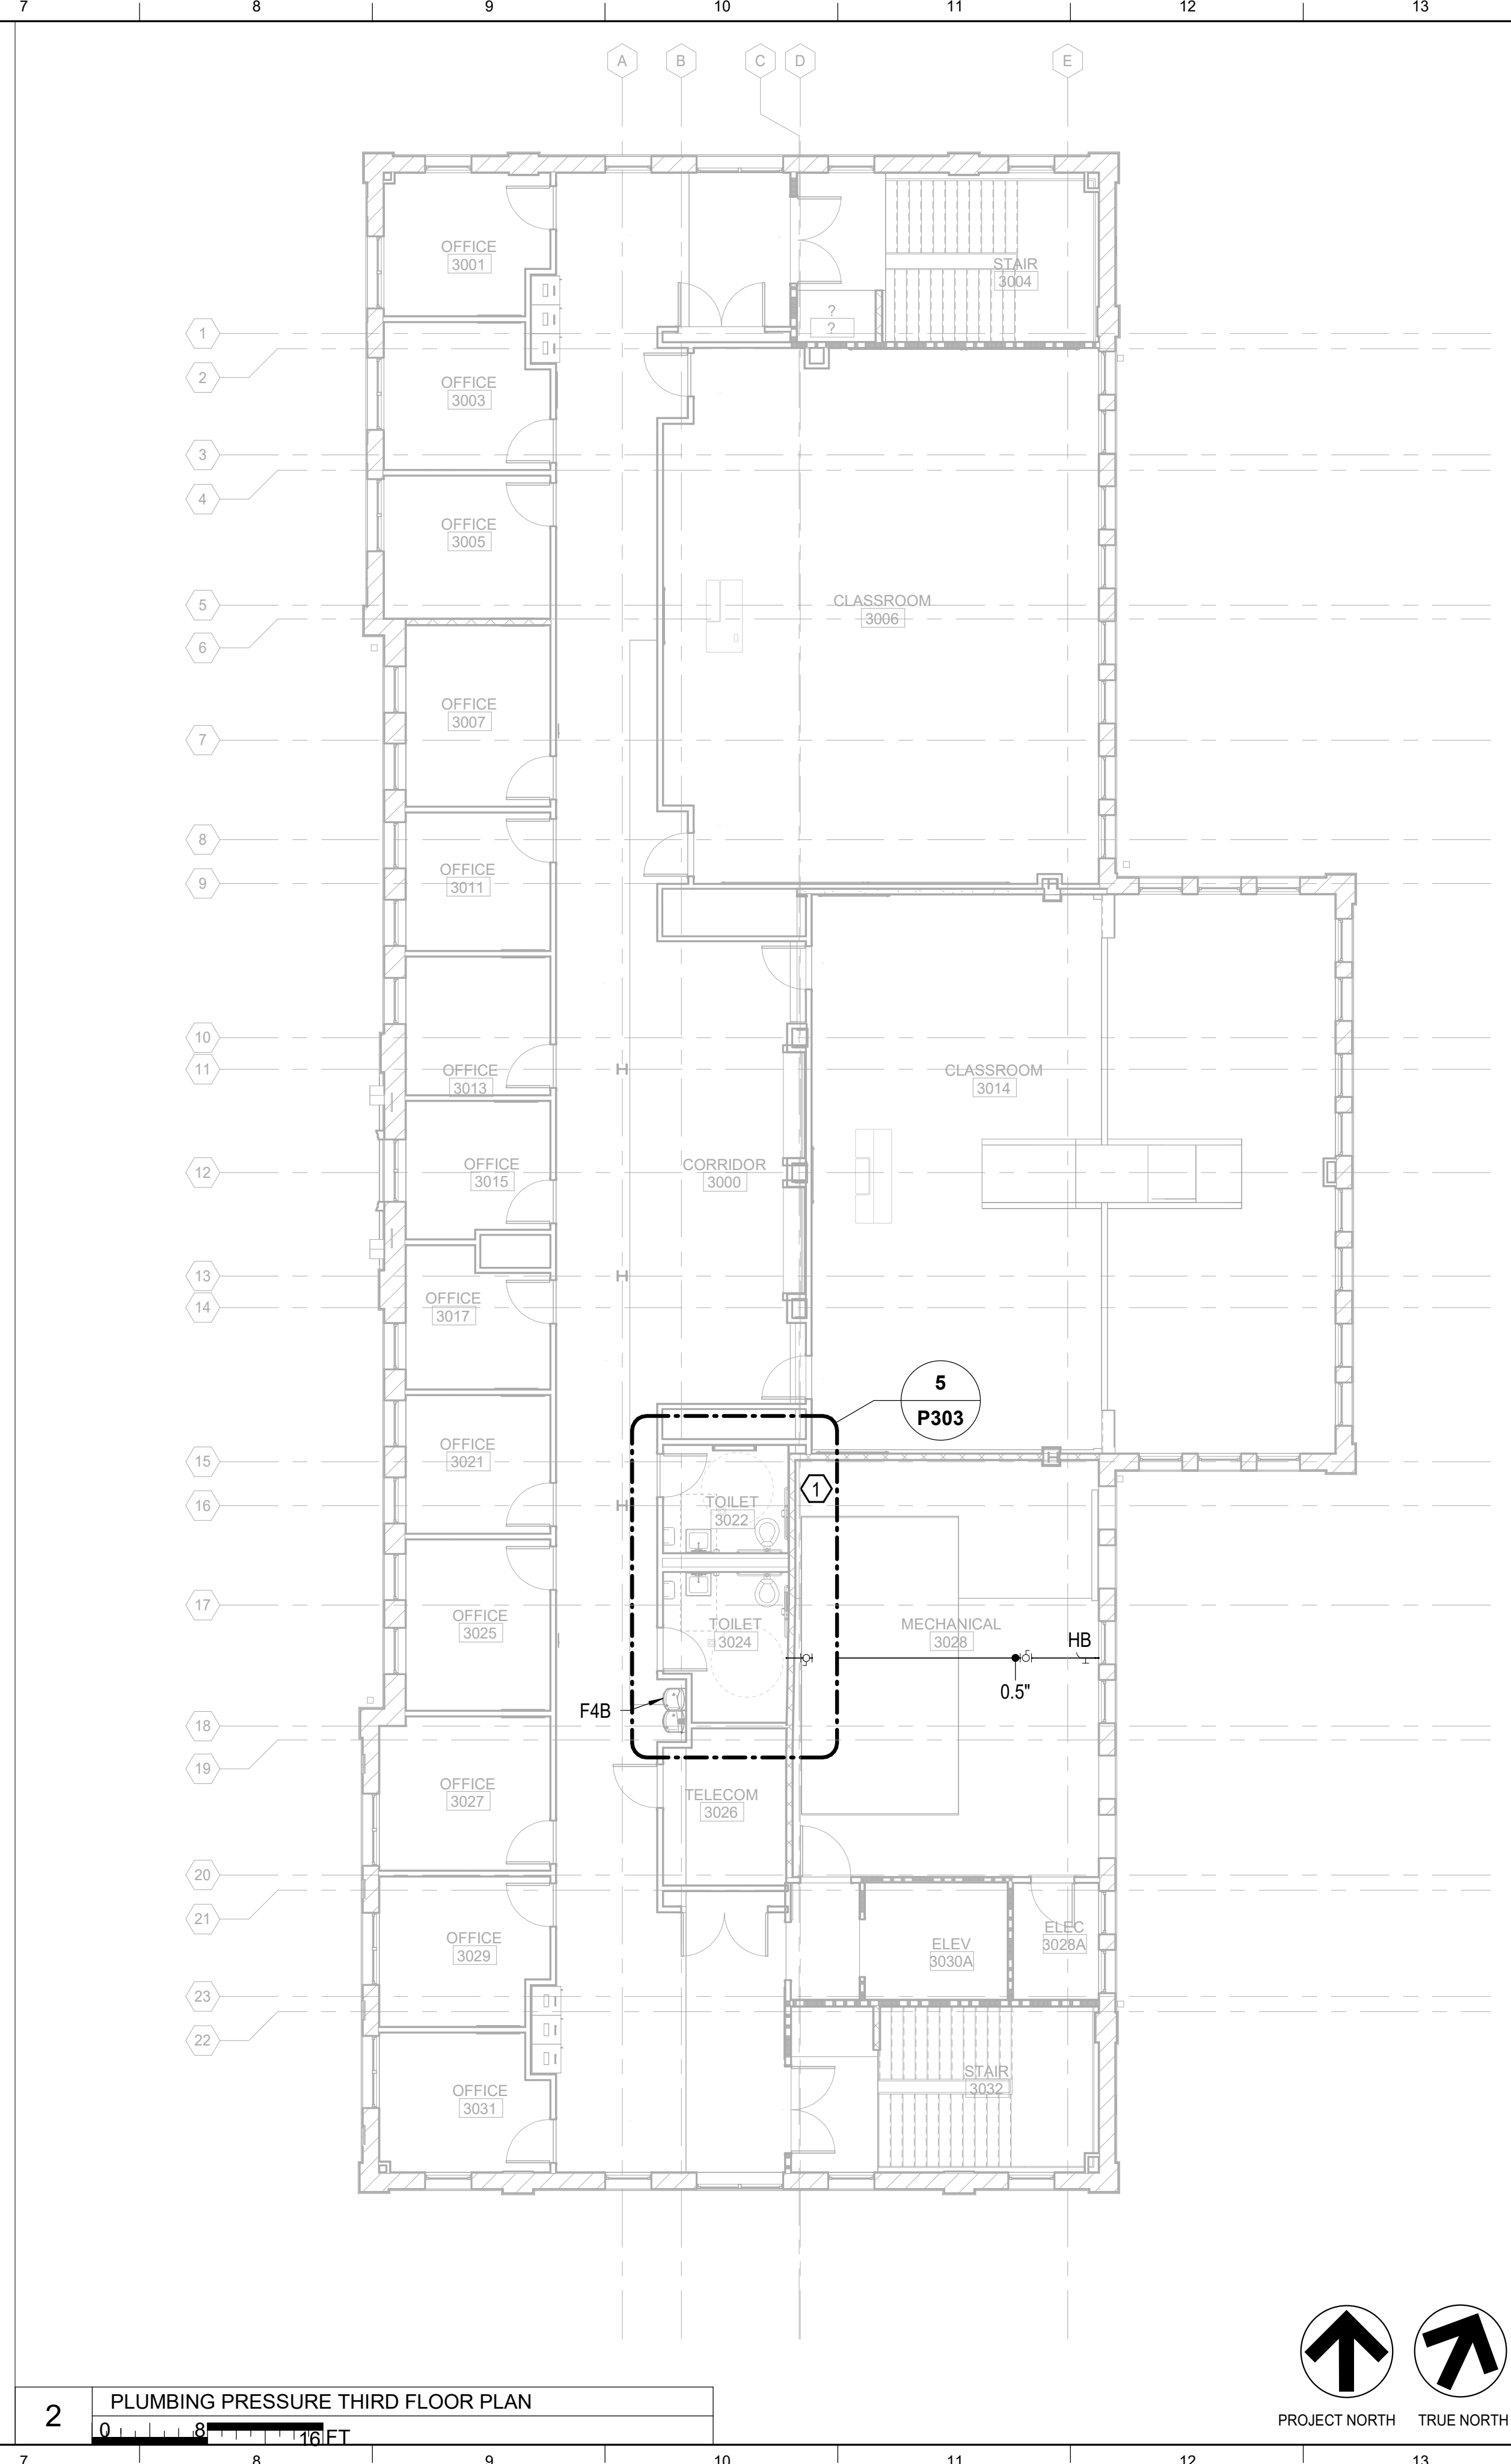 7 8 9 10 11 12 13
A B C D E
OFFICE
3001
STAIR
3004
?
?
1
2
OFFICE
3003
3
4
OFFICE
3005
5
CLASSROOM
3006
6
OFFICE
3007
7
8
OFFICE
3011
9
10
11
OFFICE
3013
CLASSROOM
3014
12
OFFICE
3015
CORRIDOR
3000
13
OFFICE
3017
14
5
P303
OFFICE
3021
15
1
16
TOILET
3022
17
OFFICE
3025
TOILET
3024
MECHANICAL
3028
HB
0.5"
F4B
18
19
OFFICE
3027
TELECOM
3026
20
21
OFFICE
3029
ELEV
3030A
ELEC
3028A
23
22
OFFICE
3031
STAIR
3032
2
PLUMBING PRESSURE THIRD FLOOR PLAN
0 8 16 FT
PROJECT NORTH
TRUE NORTH
7 8 9 10 11 12 13